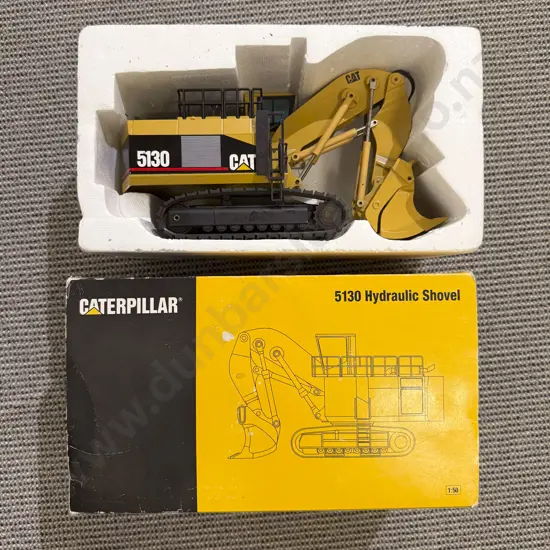 CAT
5130
CAT
CATERPILLAR®
5130 Hydraulic Shovel
1:50